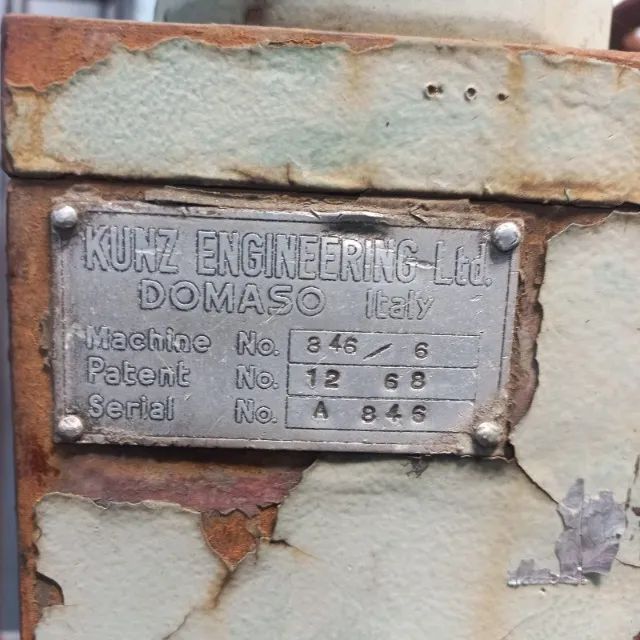 KUNZ ENGINEERING Ltd.
DOMASO Italy
Machine No. 846/6
Patent No. 12 68
Serial No. A 846